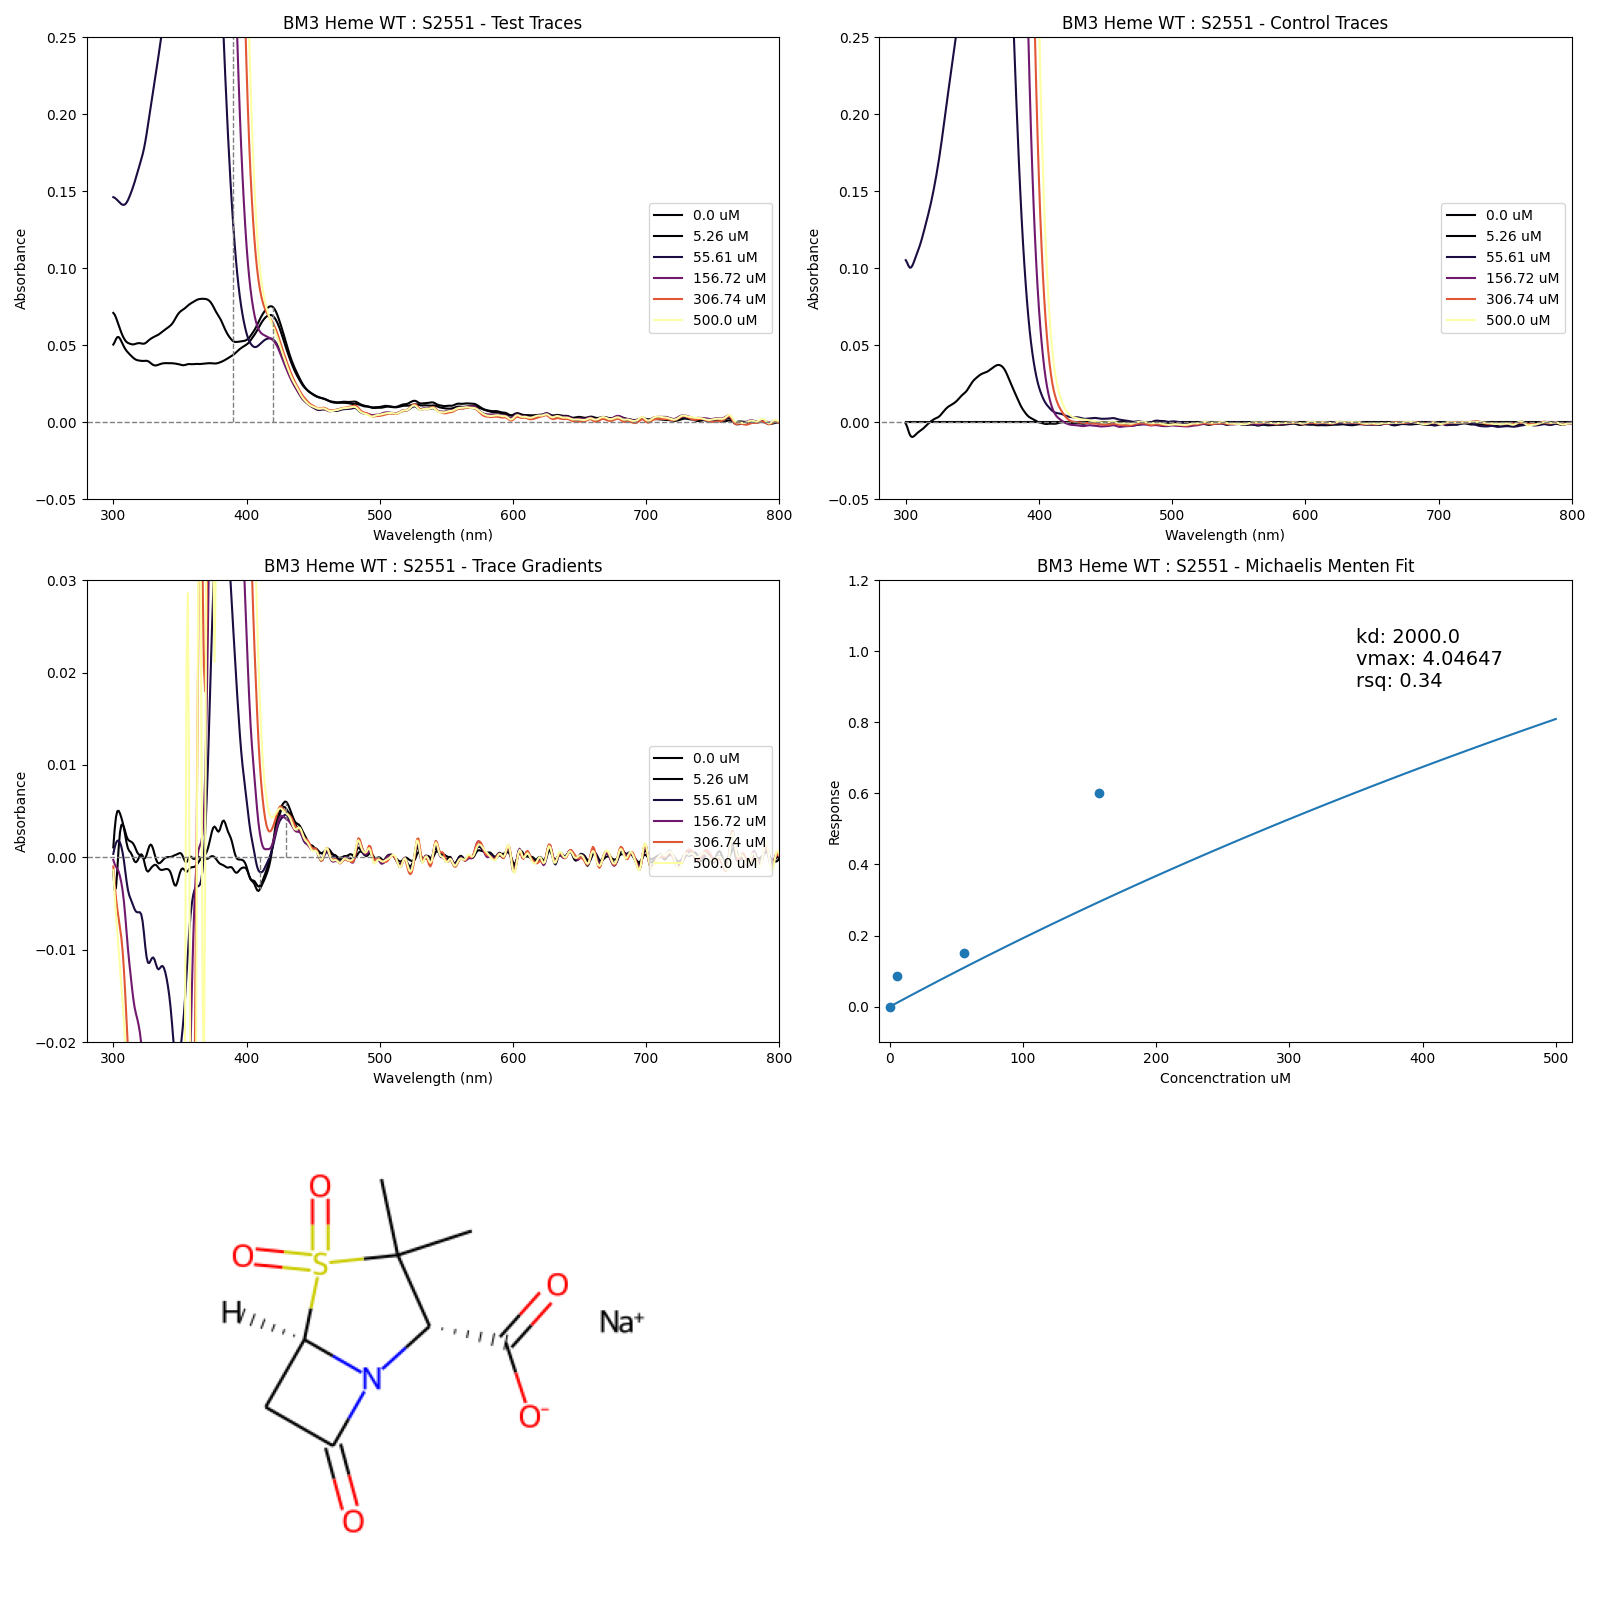 BM3 Heme WT : S2551 - Test Traces
0.25
0.20
0.15
0.10
0.05
0.00
−0.05
Absorbance
300
400
500
600
700
800
Wavelength (nm)
0.0 uM
5.26 uM
55.61 uM
156.72 uM
306.74 uM
500.0 uM
BM3 Heme WT : S2551 - Control Traces
0.25
0.20
0.15
0.10
0.05
0.00
−0.05
Absorbance
300
400
500
600
700
800
Wavelength (nm)
0.0 uM
5.26 uM
55.61 uM
156.72 uM
306.74 uM
500.0 uM
BM3 Heme WT : S2551 - Trace Gradients
0.03
0.02
0.01
0.00
−0.01
−0.02
Absorbance
300
400
500
600
700
800
Wavelength (nm)
0.0 uM
5.26 uM
55.61 uM
156.72 uM
306.74 uM
500.0 uM
BM3 Heme WT : S2551 - Michaelis Menten Fit
1.2
1.0
0.8
0.6
0.4
0.2
0.0
Response
0
100
200
300
400
500
Concenctration uM
kd: 2000.0
vmax: 4.04647
rsq: 0.34
O
O
S
O
H
Na+
N
O-
O